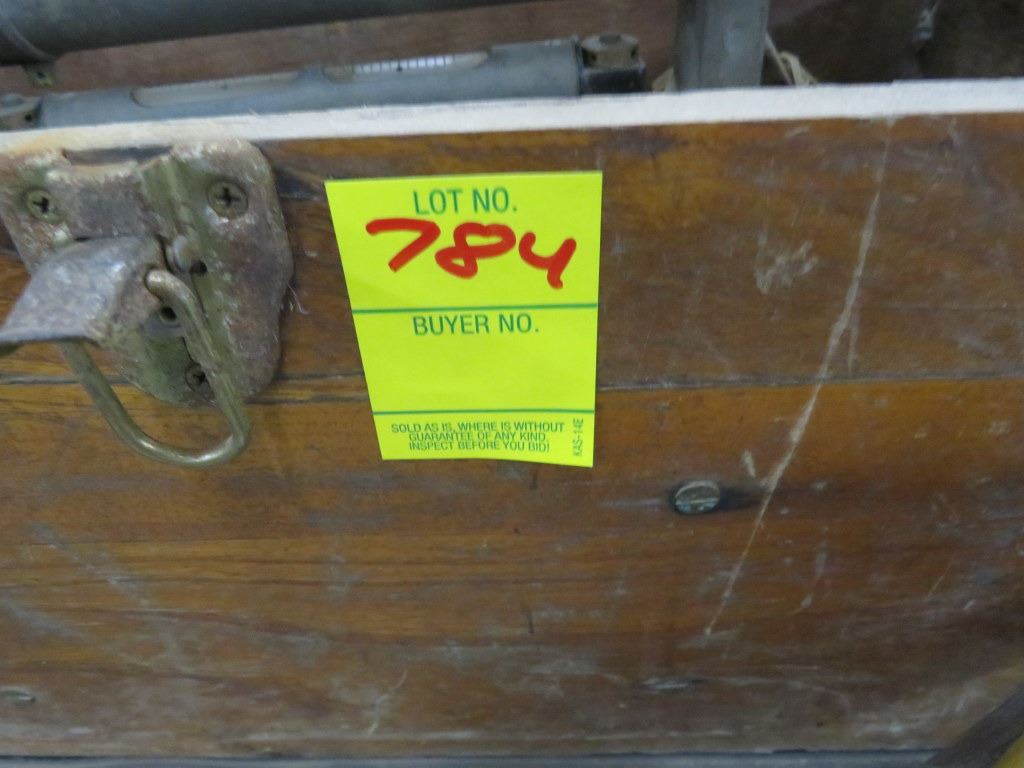 LOT NO.
784
BUYER NO.
SOLD AS IS, WHERE IS WITHOUT
GUARANTEE OF ANY KIND.
INSPECT BEFORE YOU BID!
KAS-14E